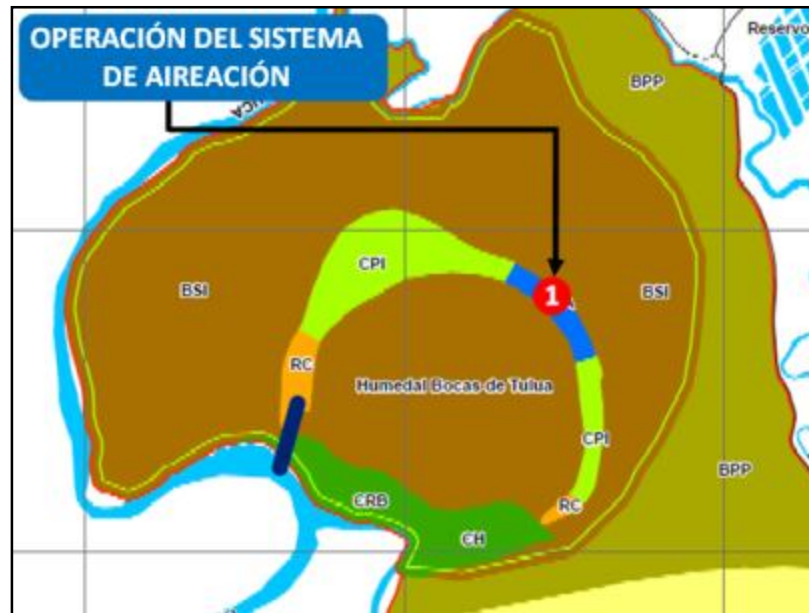 OPERACIÓN DEL SISTEMA
DE AIREACIÓN
Reservo
BPP
CPI
BSI
BSI
1
RC
Humedal Bocas de Tulua
CPI
BPP
CRB
RC
CH